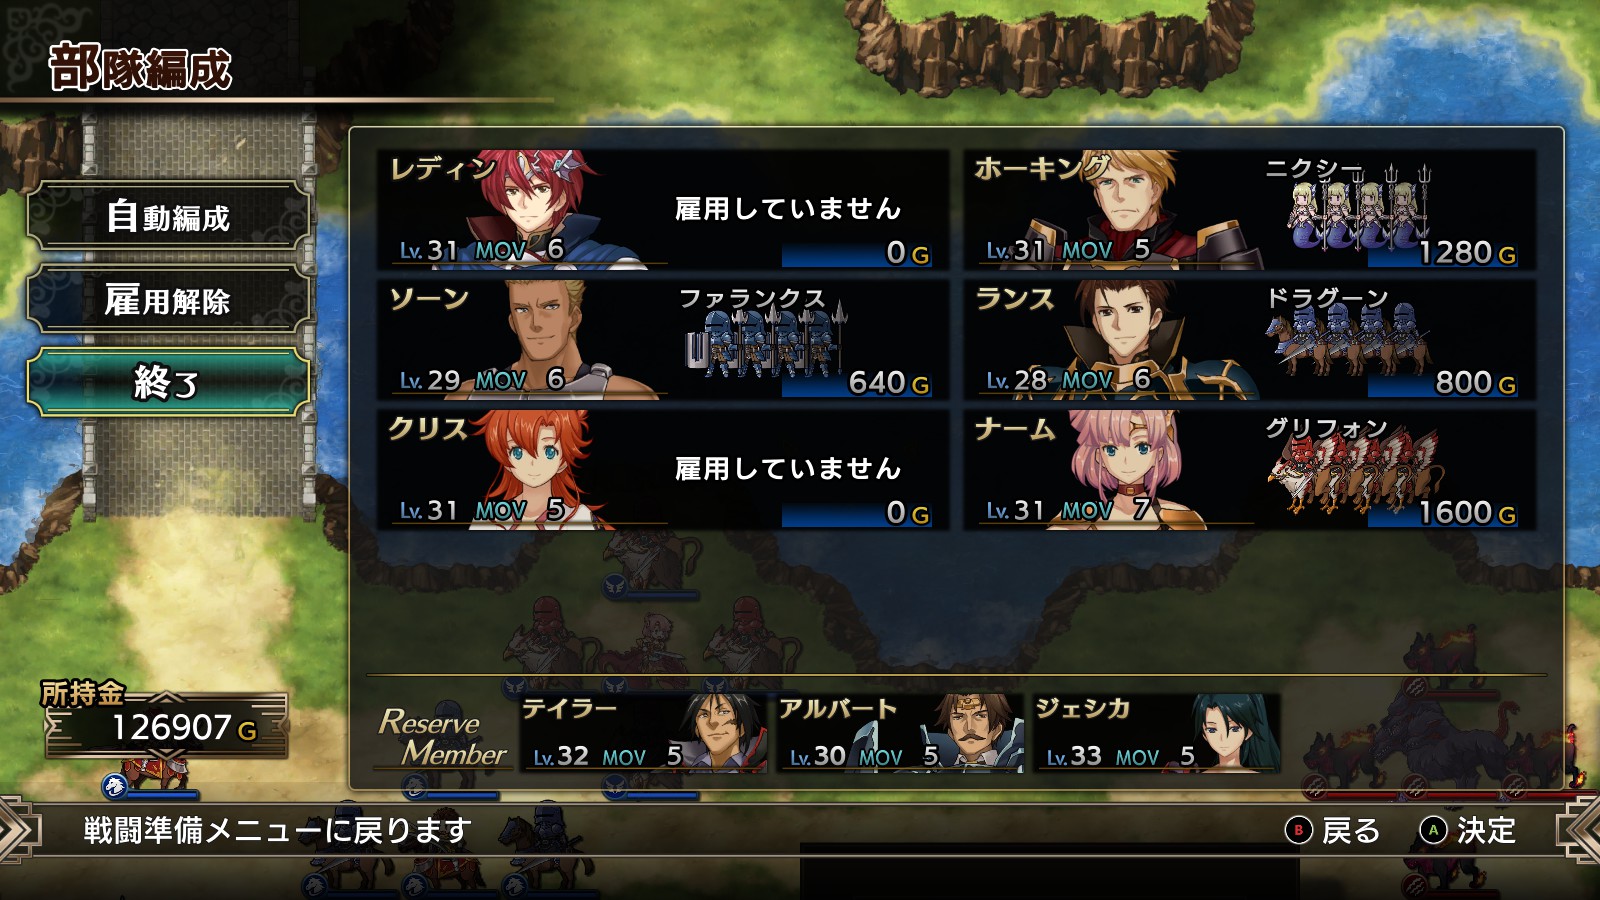 部隊編成
自動編成
雇用解除
終了
レディン
Lv.31 MOV 6
雇用していません
0 G
ホーキング
Lv.31 MOV 5
ニクシー
1280 G
ゾーン
Lv.29 MOV 6
ファランクス
640 G
ランス
Lv.28 MOV 6
ドラグーン
800 G
クリス
Lv.31 MOV 5
雇用していません
0 G
ナーム
Lv.31 MOV 7
グリフォン
1600 G
所持金
126907 G
Reserve
Member
テイラー
Lv.32 MOV 5
アルバート
Lv.30 MOV 5
ジェシカ
Lv.33 MOV 5
戦闘準備メニューに戻ります
B 戻る A 決定